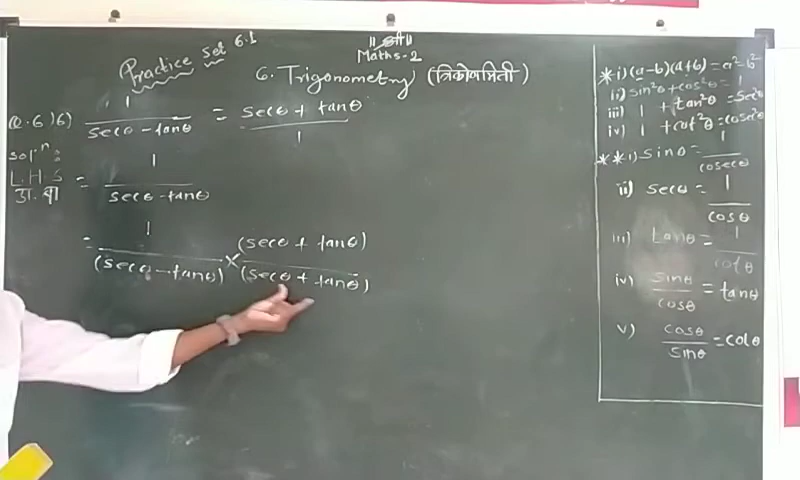 ॥ श्री ॥
Maths-2
Practice Set 6.1
6. Trigonometry (त्रिकोणमिती)
Q.6) 6) 1 / secθ - tanθ = secθ + tanθ / 1
solⁿ:
L.H.S = 1 / secθ - tanθ
डा. बा
= 1 / (secθ - tanθ) × (secθ + tanθ) / (secθ + tanθ)
* i) (a-b)(a+b) = a² - b²
ii) sin²θ + cos²θ = 1
iii) 1 + tan²θ = sec²θ
iv) 1 + cot²θ = cosec²θ
** i) sinθ = 1 / cosecθ
ii) secθ = 1 / cosθ
iii) tanθ = 1 / cotθ
iv) sinθ / cosθ = tanθ
v) cosθ / sinθ = cotθ